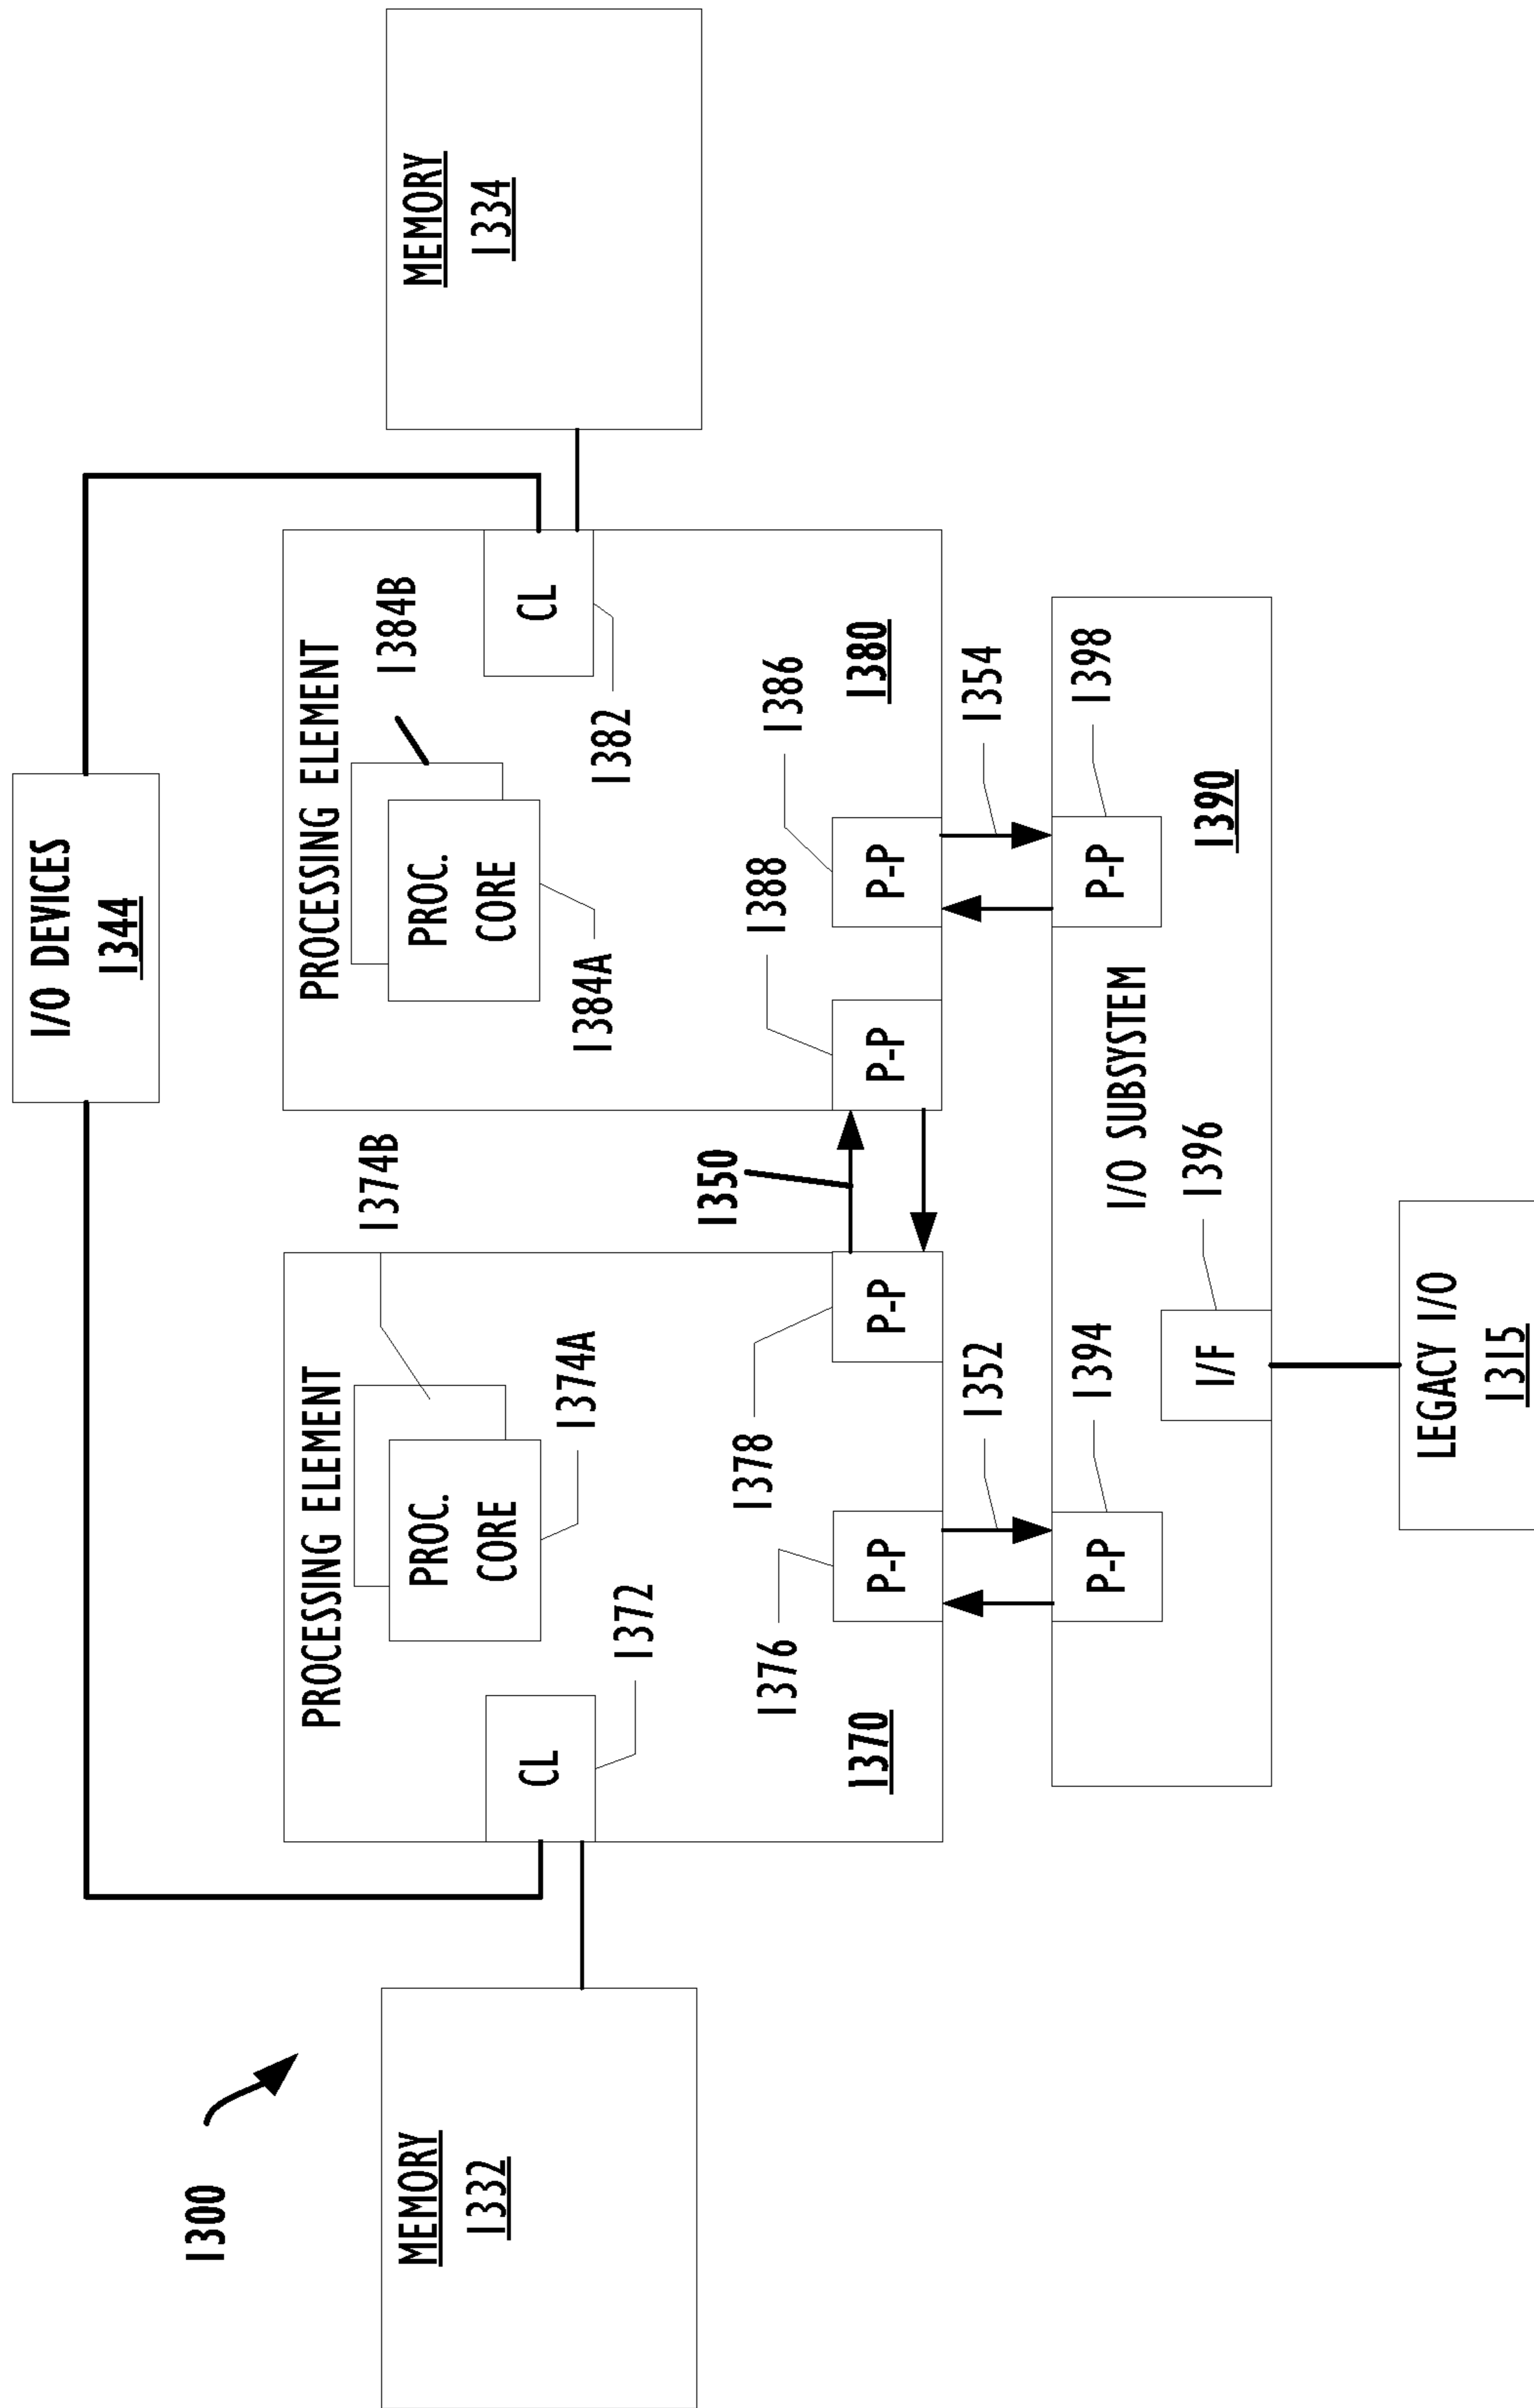 1300
I/O DEVICES
1344
MEMORY
1332
MEMORY
1334
PROCESSING ELEMENT
1374B
PROC.
CORE
1374A
CL
1372
1378
P-P
1376
P-P
1370
1350
PROCESSING ELEMENT
1384B
PROC.
CORE
1384A
CL
1382
1388
P-P
1386
P-P
1380
1352
1354
1394
P-P
I/O SUBSYSTEM
1398
P-P
1396
I/F
1390
LEGACY I/O
1315